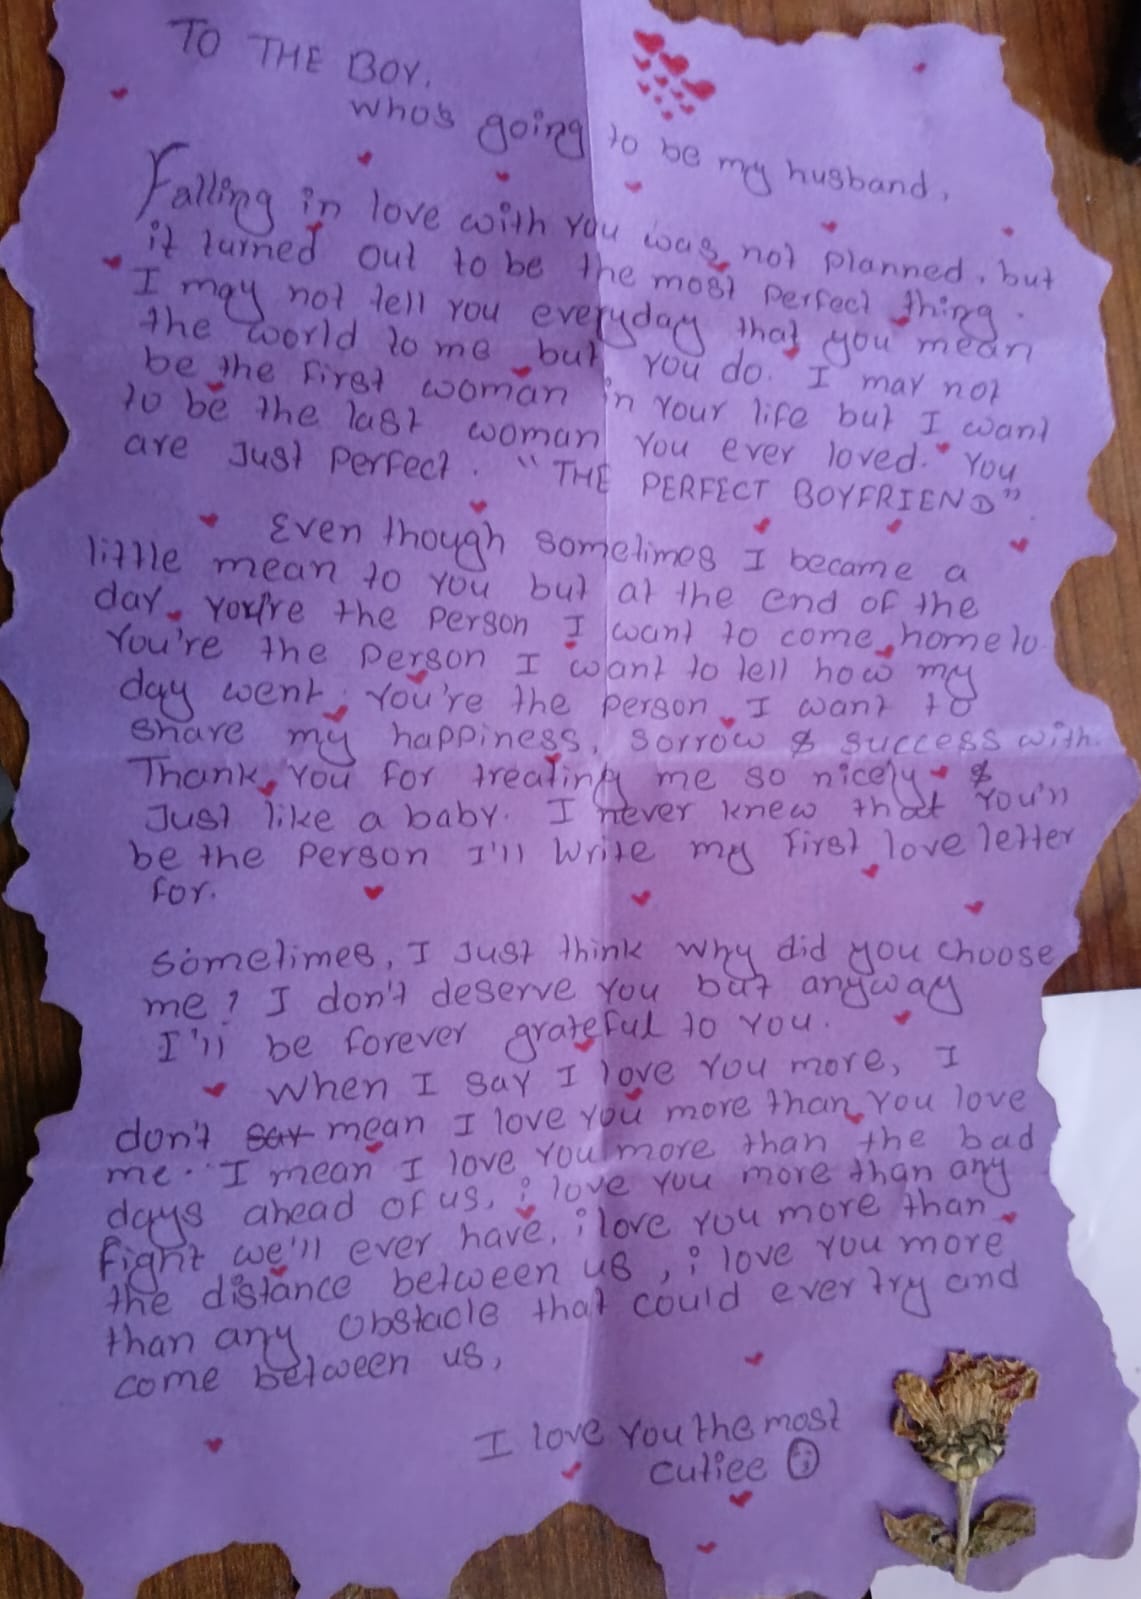 TO THE BOY,
who's going to be my husband,
Falling in love with you was not planned, but
it turned out to be the most perfect thing.
I may not tell you everyday that you mean
the world to me but you do. I may not
be the first woman in your life but I want
to be the last woman you ever loved. You
are just perfect. "THE PERFECT BOYFRIEND"
Even though sometimes I became a
little mean to you but at the end of the
day, you're the person I want to come home to
You're the person I want to tell how my
day went, You're the person I want to
share my happiness, sorrow & success with.
Thank you for treating me so nicely &
Just like a baby. I never knew that you'll
be the person I'll write my first love letter
for.
sometimes, I Just think why did you choose
me? I don't deserve you but anyway
I'll be forever grateful to you.
When I say I love you more, I
don't say mean I love you more than you love
me. I mean I love you more than the bad
days ahead of us, i love you more than any
fight we'll ever have, i love you more than
the distance between us, i love you more
than any obstacle that could ever try and
come between us,
I love you the most
cutiee